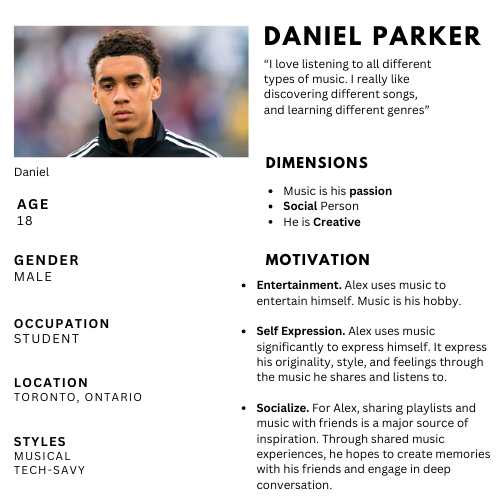 DANIEL PARKER
“I love listening to all different
types of music. I really like
discovering different songs,
and learning different genres”
Daniel
AGE
18
GENDER
MALE
OCCUPATION
STUDENT
LOCATION
TORONTO, ONTARIO
STYLES
MUSICAL
TECH-SAVY
DIMENSIONS
• Music is his passion
• Social Person
• He is Creative
MOTIVATION
• Entertainment. Alex uses music to
entertain himself. Music is his hobby.
• Self Expression. Alex uses music
significantly to express himself. It express
his originality, style, and feelings through
the music he shares and listens to.
• Socialize. For Alex, sharing playlists and
music with friends is a major source of
inspiration. Through shared music
experiences, he hopes to create memories
with his friends and engage in deep
conversation.